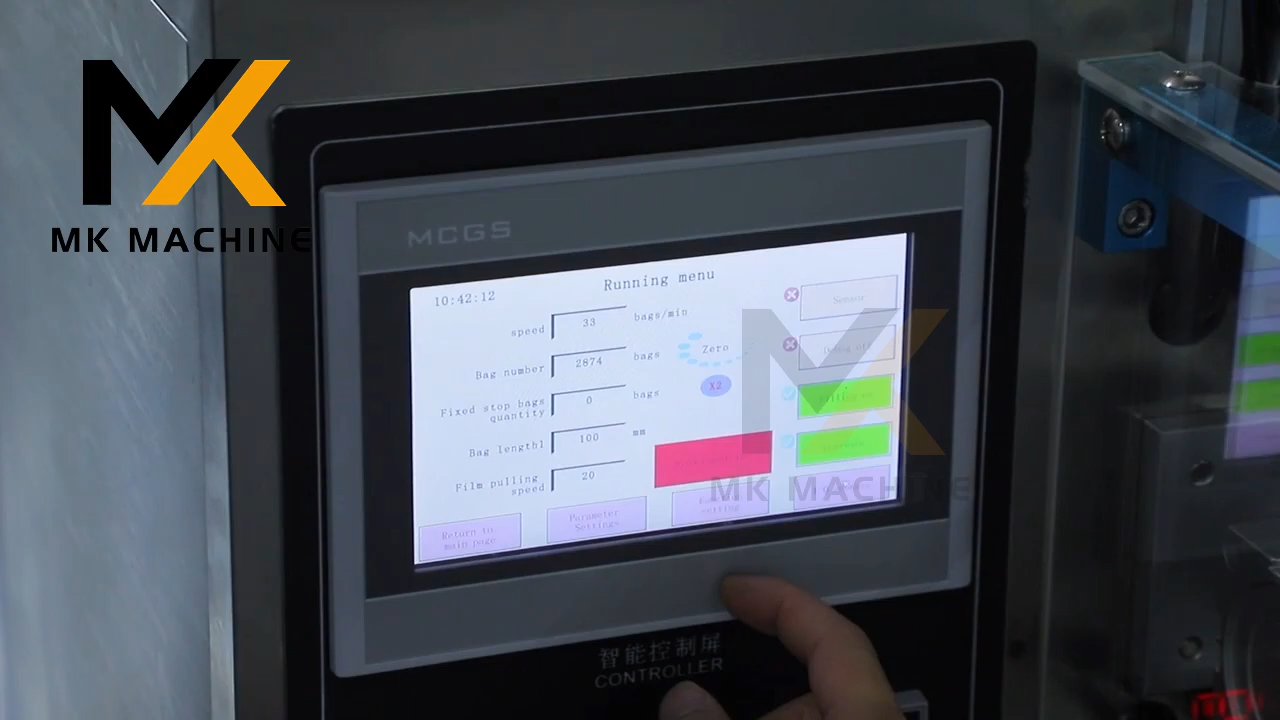 MK MACHINE
MCGS
10:42:12
Running menu
speed 33 bags/min
Bag number 2874 bags
Fixed stop bags quantity 0 bags
Bag length1 100 mm
Film pulling speed 20
Zero
X2
Sensor
Return to main page
Parameter Settings
setting
MK MACHINE
智能控制屏
CONTROLLER